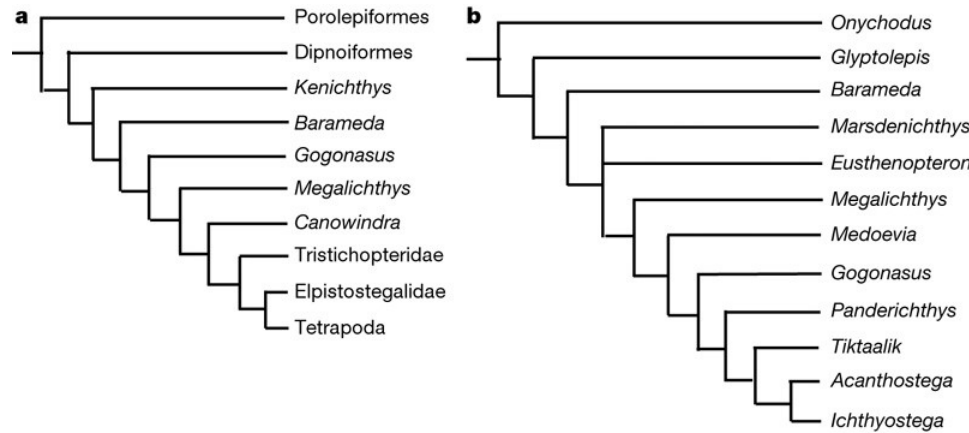 a
Porolepiformes
Dipnoiformes
Kenichthys
Barameda
Gogonasus
Megalichthys
Canowindra
Tristichopteridae
Elpistostegalidae
Tetrapoda
b
Onychodus
Glyptolepis
Barameda
Marsdenichthys
Eusthenopteron
Megalichthys
Medoevia
Gogonasus
Panderichthys
Tiktaalik
Acanthostega
Ichthyostega